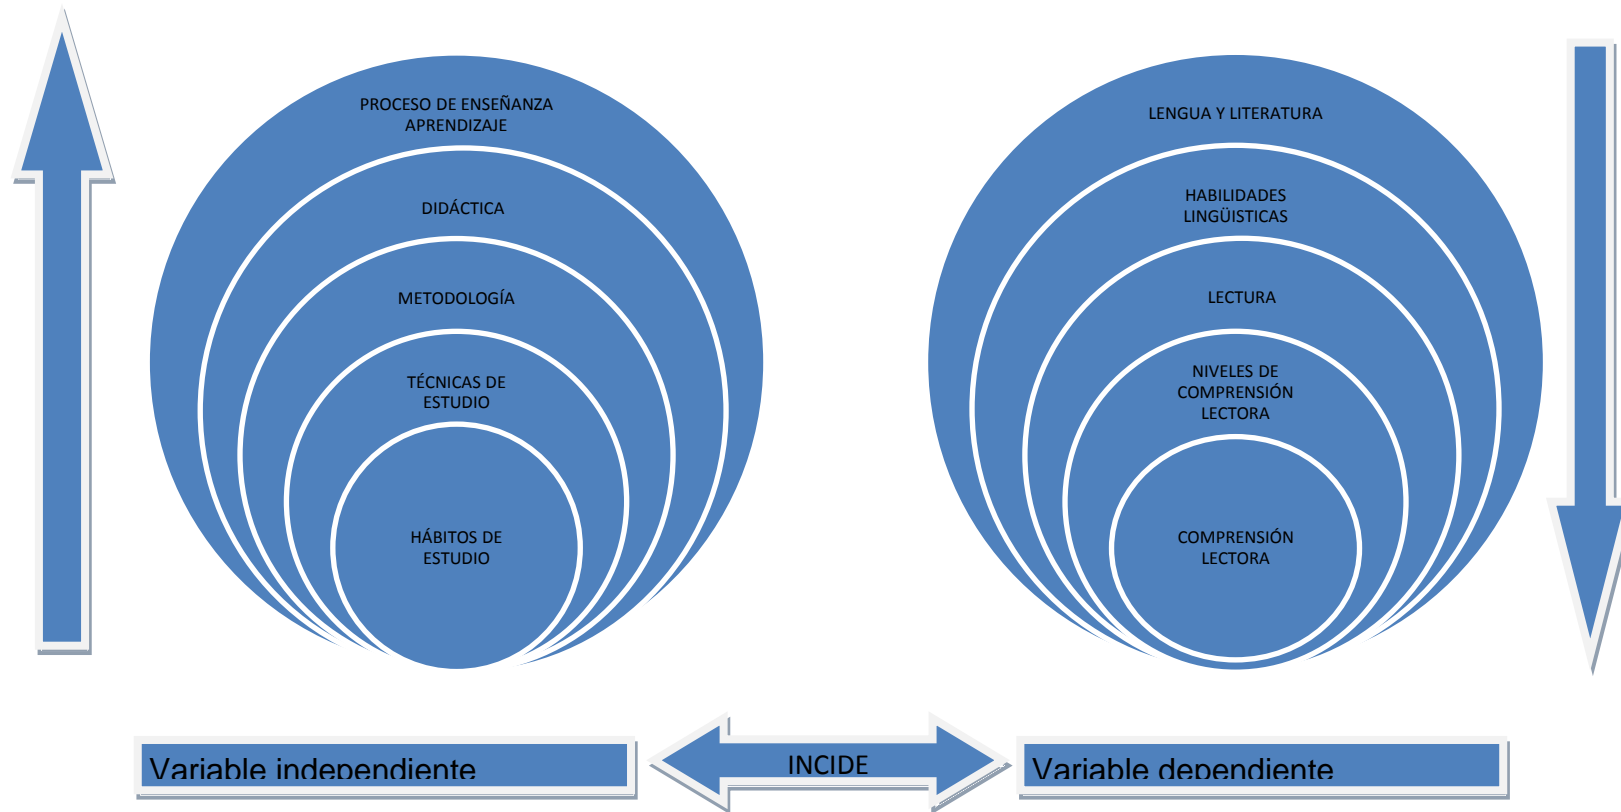 PROCESO DE ENSEÑANZA
APRENDIZAJE
DIDÁCTICA
METODOLOGÍA
TÉCNICAS DE
ESTUDIO
HÁBITOS DE
ESTUDIO
LENGUA Y LITERATURA
HABILIDADES
LINGÜISTICAS
LECTURA
NIVELES DE
COMPRENSIÓN
LECTORA
COMPRENSIÓN
LECTORA
Variable independiente
INCIDE
Variable dependiente